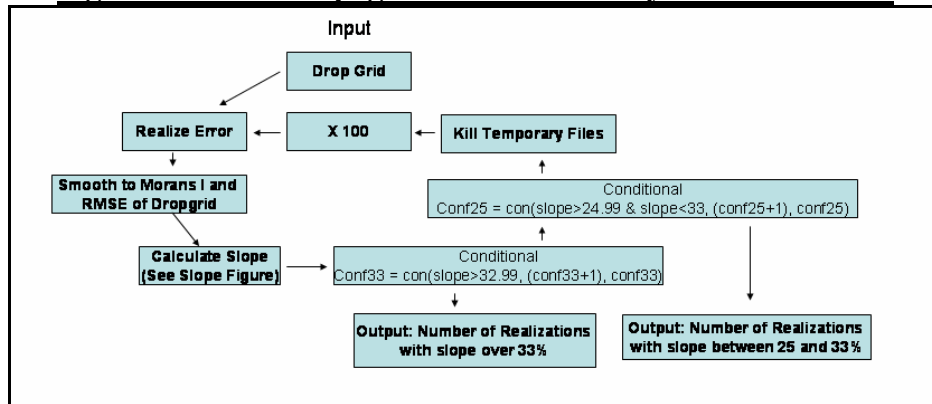 Input
Drop Grid
Realize Error
X 100
Kill Temporary Files
Smooth to Morans I and
RMSE of Dropgrid
Conditional
Conf25 = con(slope>24.99 & slope<33, (conf25+1), conf25)
Calculate Slope
(See Slope Figure)
Conditional
Conf33 = con(slope>32.99, (conf33+1), conf33)
Output: Number of Realizations
with slope over 33%
Output: Number of Realizations
with slope between 25 and 33%